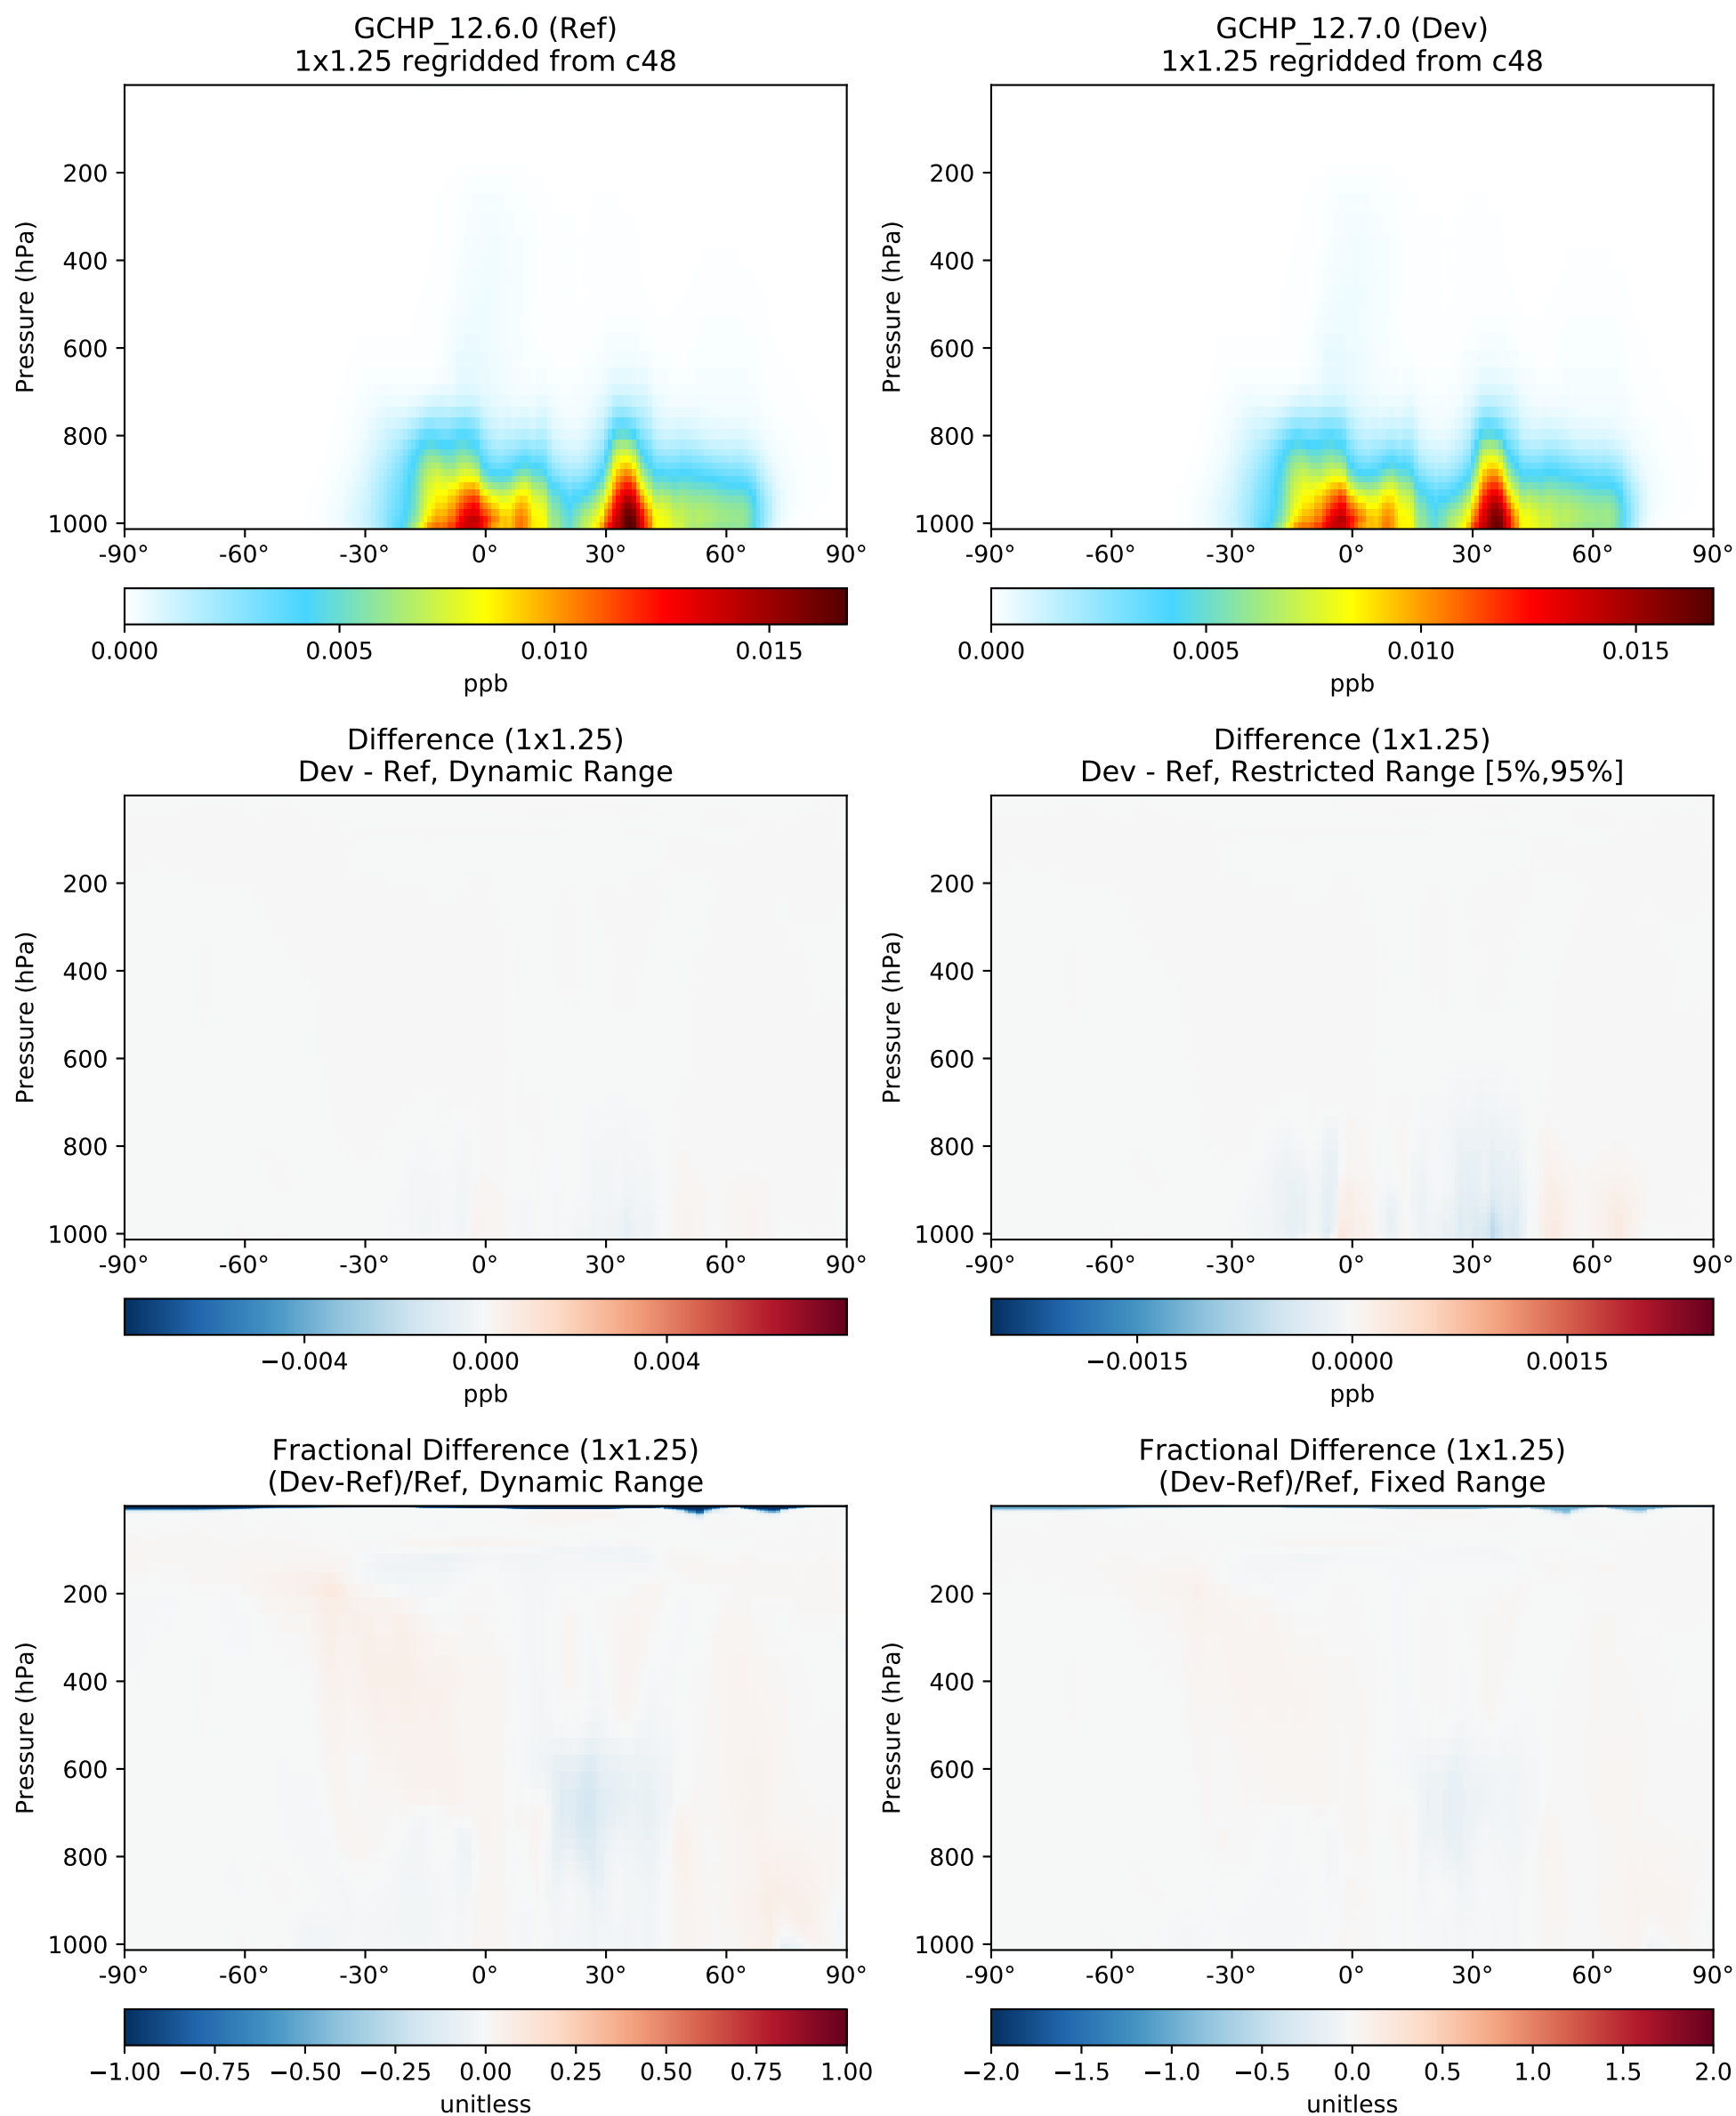 GCHP_12.6.0 (Ref)
1x1.25 regridded from c48
Pressure (hPa)
200
400
600
800
1000
-90° -60° -30° 0° 30° 60° 90°
0.000 0.005 0.010 0.015
ppb
GCHP_12.7.0 (Dev)
1x1.25 regridded from c48
Pressure (hPa)
200
400
600
800
1000
-90° -60° -30° 0° 30° 60° 90°
0.000 0.005 0.010 0.015
ppb
Difference (1x1.25)
Dev - Ref, Dynamic Range
Pressure (hPa)
200
400
600
800
1000
-90° -60° -30° 0° 30° 60° 90°
−0.004 0.000 0.004
ppb
Difference (1x1.25)
Dev - Ref, Restricted Range [5%,95%]
Pressure (hPa)
200
400
600
800
1000
-90° -60° -30° 0° 30° 60° 90°
−0.0015 0.0000 0.0015
ppb
Fractional Difference (1x1.25)
(Dev-Ref)/Ref, Dynamic Range
Pressure (hPa)
200
400
600
800
1000
-90° -60° -30° 0° 30° 60° 90°
−1.00 −0.75 −0.50 −0.25 0.00 0.25 0.50 0.75 1.00
unitless
Fractional Difference (1x1.25)
(Dev-Ref)/Ref, Fixed Range
Pressure (hPa)
200
400
600
800
1000
-90° -60° -30° 0° 30° 60° 90°
−2.0 −1.5 −1.0 −0.5 0.0 0.5 1.0 1.5 2.0
unitless